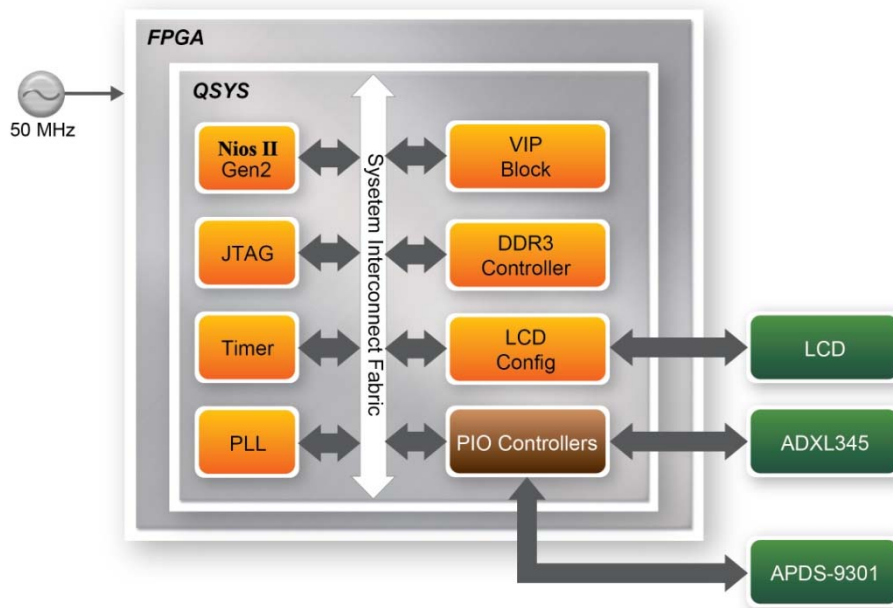 FPGA
QSYS
50 MHz
Nios II
Gen2
JTAG
Timer
PLL
Sysetem Interconnect Fabric
VIP
Block
DDR3
Controller
LCD
Config
PIO Controllers
LCD
ADXL345
APDS-9301